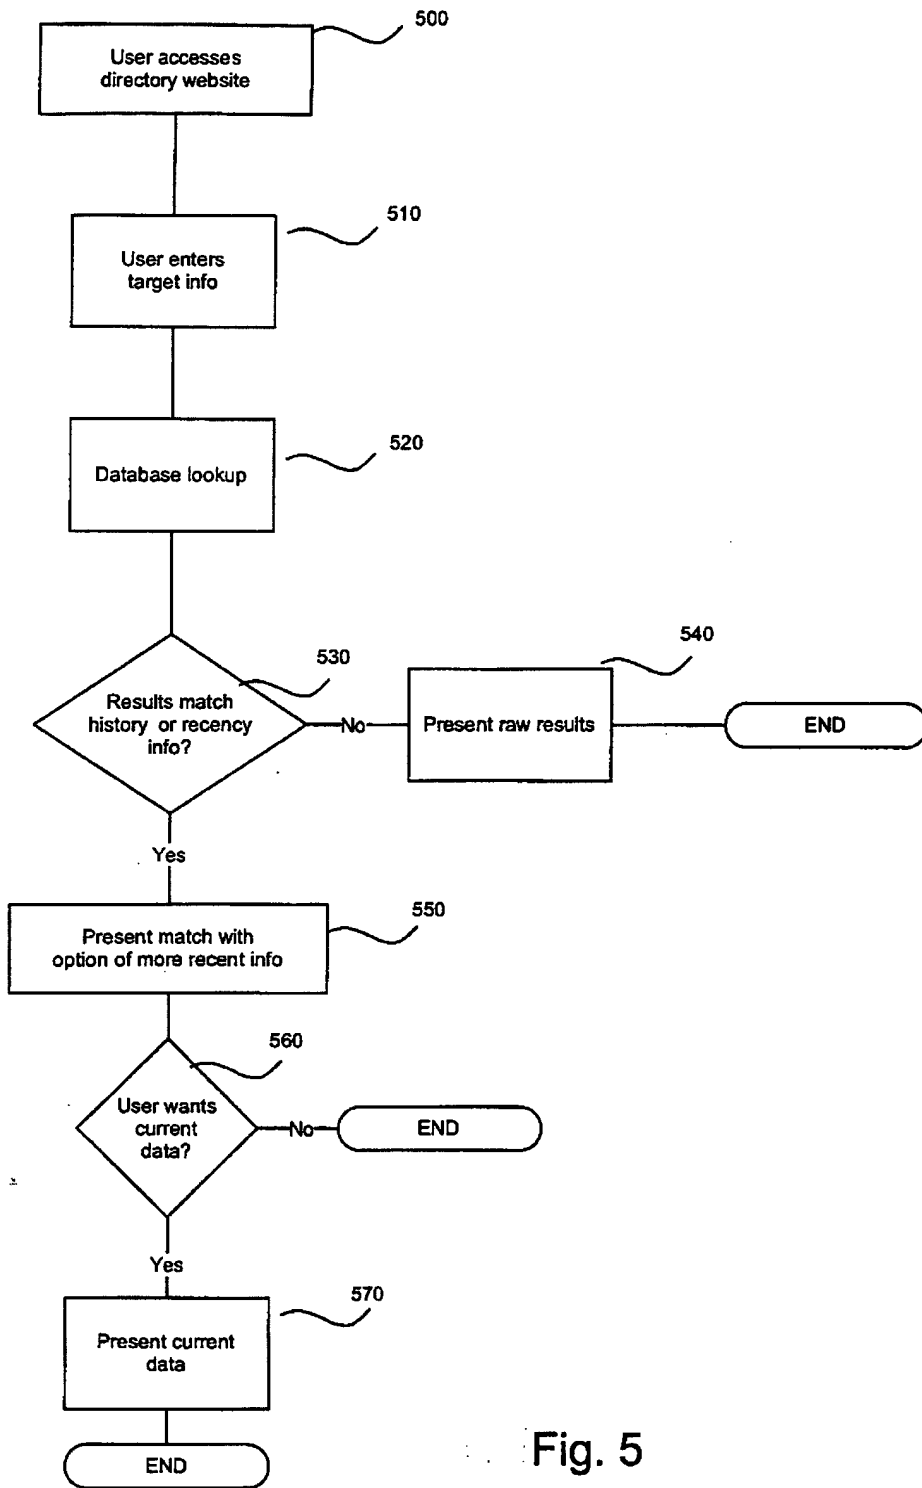 500
User accesses
directory website
510
User enters
target info
520
Database lookup
530
Results match
history or recency
info?
No
540
Present raw results
END
Yes
550
Present match with
option of more recent info
560
User wants
current
data?
No
END
Yes
570
Present current
data
END
Fig. 5